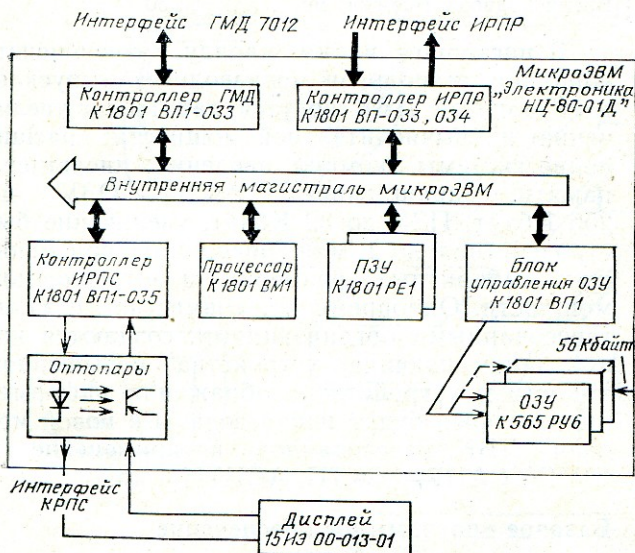 Интерфейс ГМД 7012
Интерфейс ИРПР
МикроЭВМ
„Электроника
НЦ-80-01Д"
Контроллер ГМД
К1801 ВП1-033
Контроллер ИРПР
К1801 ВП-033,034
Внутренняя магистраль микроЭВМ
Контроллер
ИРПС
К1801 ВП1-035
Процессор
К1801 ВМ1
ПЗУ
К1801 РЕ1
Блок
управления ОЗУ
К1801 ВП1
Оптопары
56 Кбайт
ОЗУ
К565 РУ6
Интерфейс
КРПС
Дисплей
15ИЭ 00-013-01